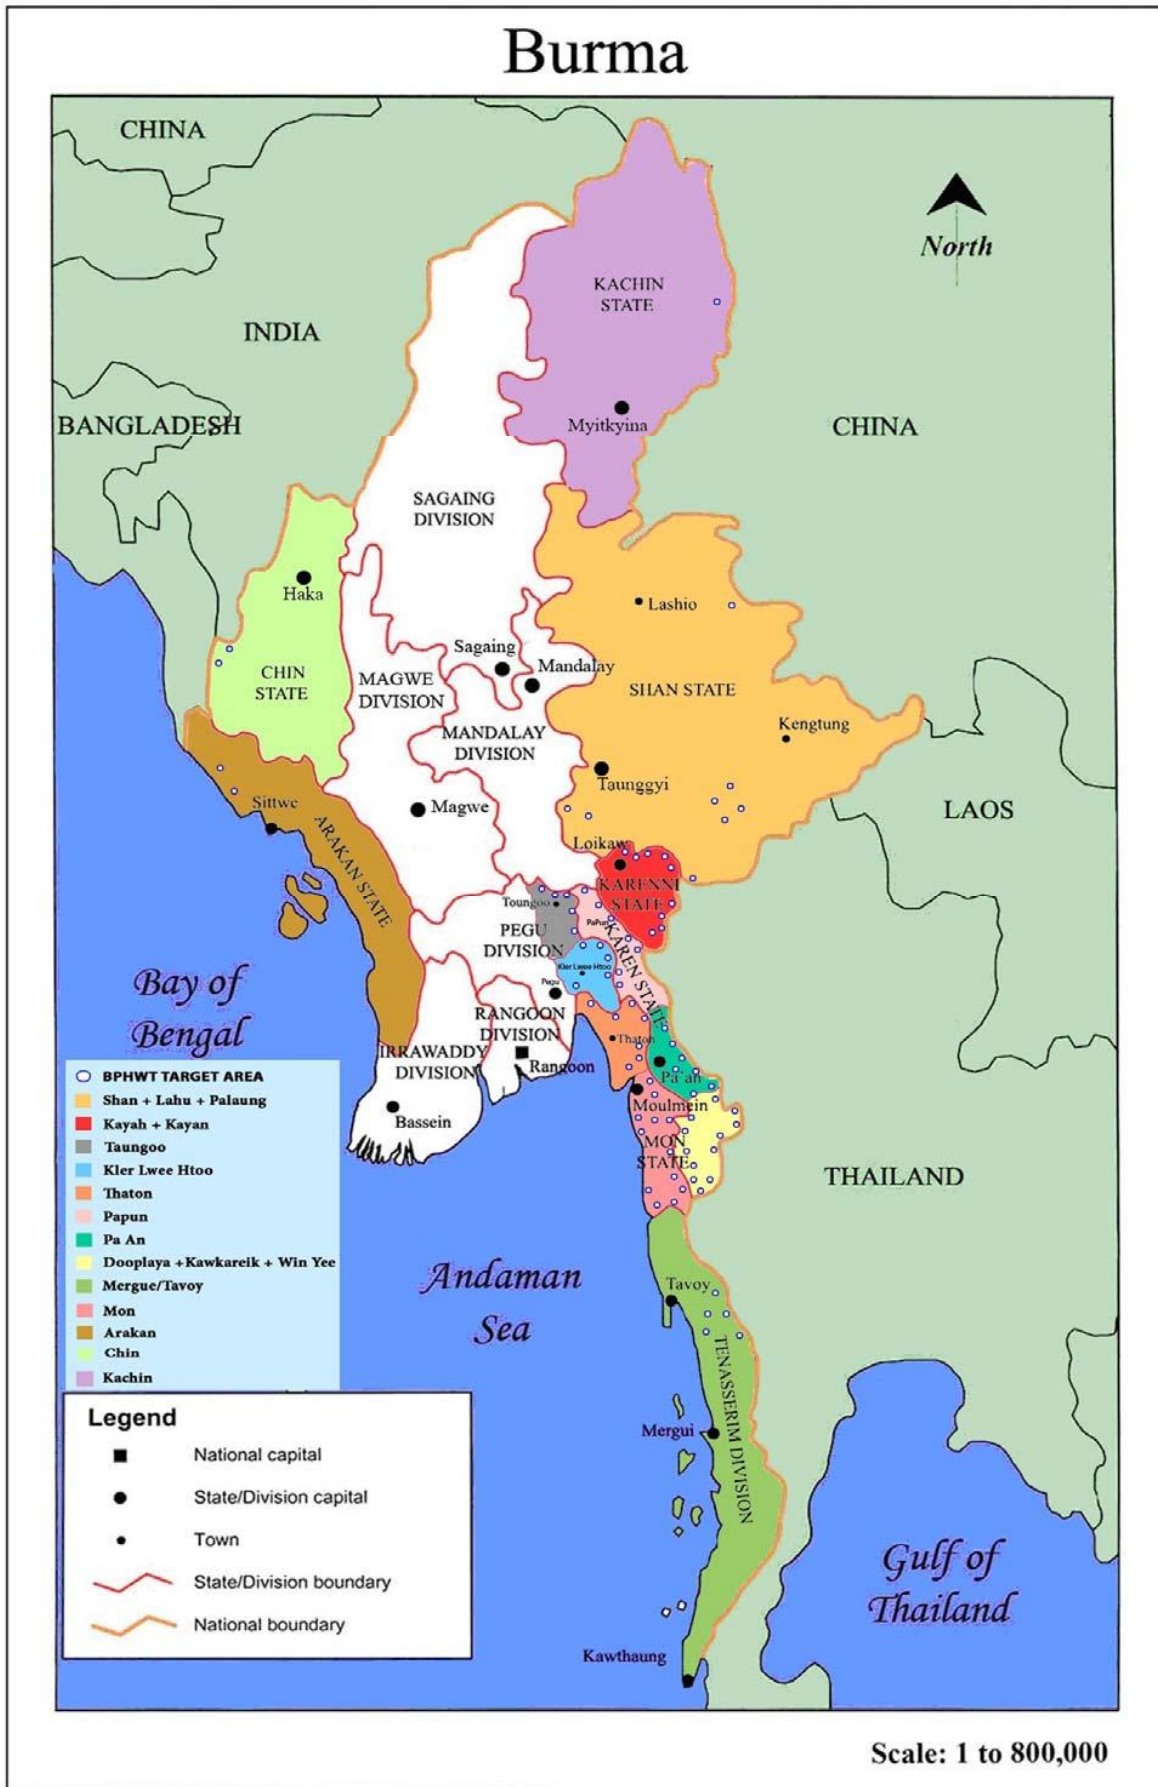 Burma
CHINA
North
KACHIN
STATE
INDIA
BANGLADESH
Myitkyina
CHINA
SAGAING
DIVISION
Haka
Lashio
Sagaing
Mandalay
CHIN
STATE
MAGWE
DIVISION
SHAN STATE
MANDALAY
DIVISION
Kengtung
Taunggyi
Magwe
LAOS
Sittwe
ARAKAN STATE
Loikaw
KARENNI
STATE
Toungoo
PaPun
PEGU
DIVISION
KAREN STATE
Kler Lwee Htoo
Pegu
Bay of
Bengal
RANGOON
DIVISION
Thaton
IRRAWADDY
DIVISION
Rangoon
Pa'an
Bassein
Moulmein
MON
STATE
THAILAND
BPHWT TARGET AREA
Shan + Lahu + Palaung
Kayah + Kayan
Taungoo
Kler Lwee Htoo
Thaton
Papun
Pa An
Dooplaya +Kawkareik + Win Yee
Mergue/Tavoy
Mon
Arakan
Chin
Kachin
Andaman
Sea
Tavoy
TENASSERIM DIVISION
Mergui
Gulf of
Thailand
Kawthaung
Legend
National capital
State/Division capital
Town
State/Division boundary
National boundary
Scale: 1 to 800,000